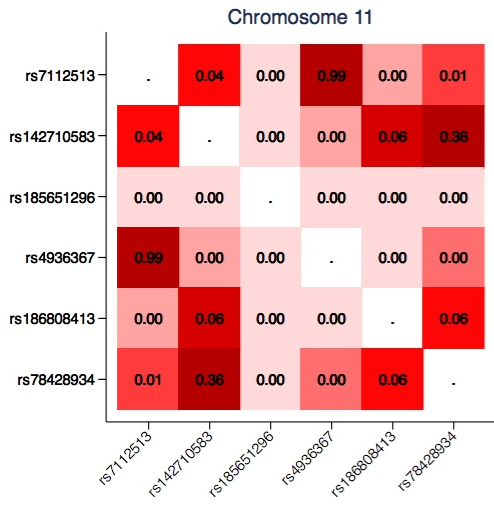 Chromosome 11
rs7112513 . 0.04 0.00 0.99 0.00 0.01
rs142710583 0.04 . 0.00 0.00 0.06 0.36
rs185651296 0.00 0.00 . 0.00 0.00 0.00
rs4936367 0.99 0.00 0.00 . 0.00 0.00
rs186808413 0.00 0.06 0.00 0.00 . 0.06
rs78428934 0.01 0.36 0.00 0.00 0.06 .
rs7112513 rs142710583 rs185651296 rs4936367 rs186808413 rs78428934